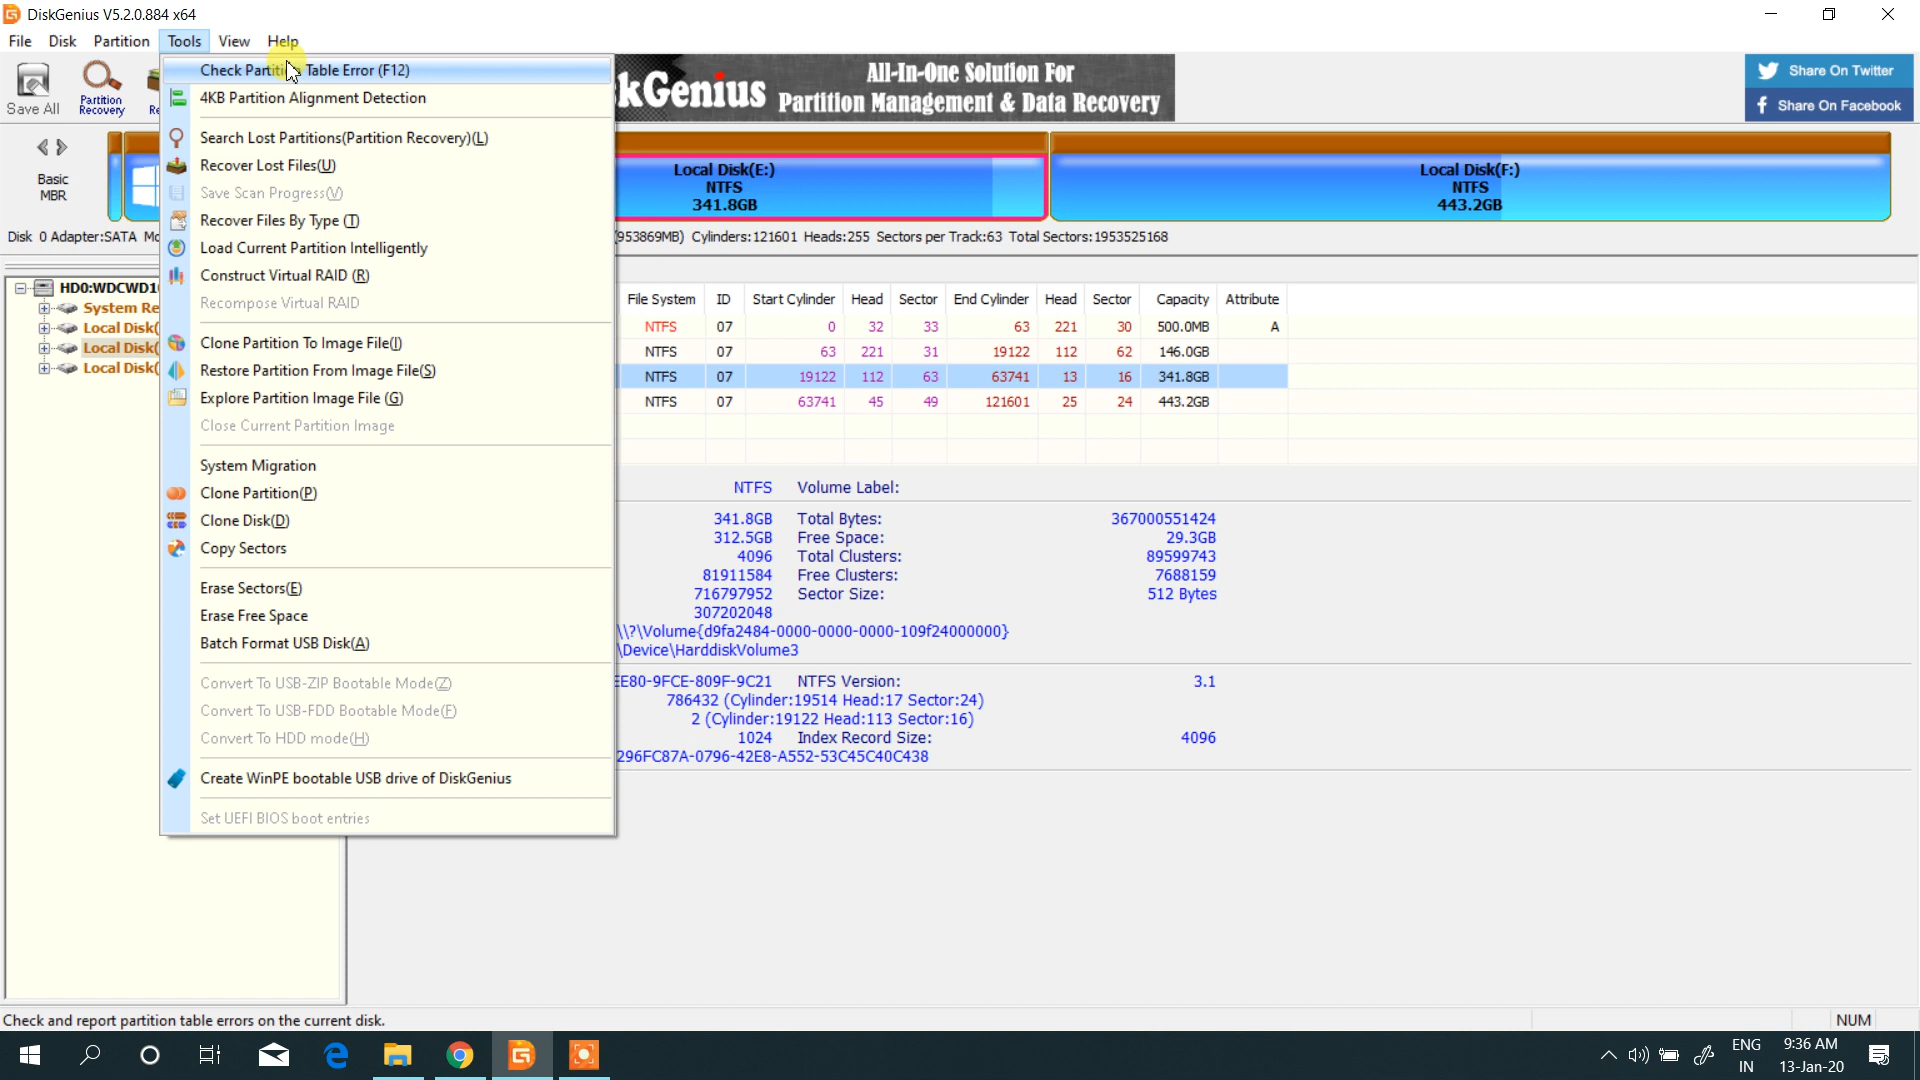 DiskGenius V5.2.0.884 x64
File Disk Partition Tools View Help
Save All
Partition
Recovery
kGenius
All-In-One Solution For
Partition Management & Data Recovery
Share On Twitter
Share On Facebook
Check Partition Table Error (F12)
4KB Partition Alignment Detection
Search Lost Partitions(Partition Recovery)(L)
Recover Lost Files(U)
Save Scan Progress(V)
Recover Files By Type (T)
Load Current Partition Intelligently
Construct Virtual RAID (R)
Recompose Virtual RAID
Clone Partition To Image File(I)
Restore Partition From Image File(S)
Explore Partition Image File (G)
Close Current Partition Image
System Migration
Clone Partition(P)
Clone Disk(D)
Copy Sectors
Erase Sectors(E)
Erase Free Space
Batch Format USB Disk(A)
Convert To USB-ZIP Bootable Mode(Z)
Convert To USB-FDD Bootable Mode(F)
Convert To HDD mode(H)
Create WinPE bootable USB drive of DiskGenius
Set UEFI BIOS boot entries
Basic
MBR
Local Disk(E:)
NTFS
341.8GB
Local Disk(F:)
NTFS
443.2GB
Disk 0 Adapter:SATA Mo
953869MB) Cylinders:121601 Heads:255 Sectors per Track:63 Total Sectors:1953525168
HD0:WDCWD1
System Re
Local Disk(
Local Disk(
Local Disk(
File System ID Start Cylinder Head Sector End Cylinder Head Sector Capacity Attribute
NTFS 07 0 32 33 63 221 30 500.0MB A
NTFS 07 63 221 31 19122 112 62 146.0GB
NTFS 07 19122 112 63 63741 13 16 341.8GB
NTFS 07 63741 45 49 121601 25 24 443.2GB
NTFS Volume Label:
341.8GB Total Bytes: 367000551424
312.5GB Free Space: 29.3GB
4096 Total Clusters: 89599743
81911584 Free Clusters: 7688159
716797952 Sector Size: 512 Bytes
307202048
\\?\Volume{d9fa2484-0000-0000-0000-109f24000000}
\Device\HarddiskVolume3
EE80-9FCE-809F-9C21 NTFS Version: 3.1
786432 (Cylinder:19514 Head:17 Sector:24)
2 (Cylinder:19122 Head:113 Sector:16)
1024 Index Record Size: 4096
296FC87A-0796-42E8-A552-53C45C40C438
Check and report partition table errors on the current disk.
NUM
ENG
IN
9:36 AM
13-Jan-20